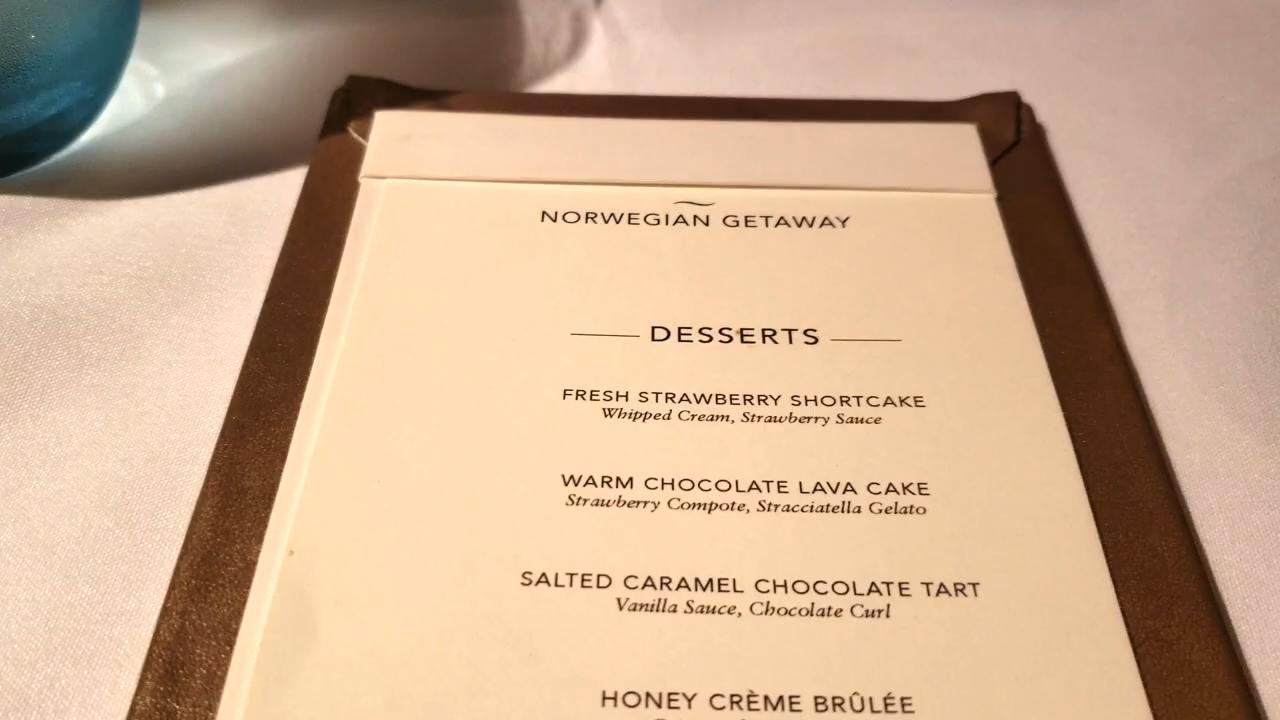 NORWEGIAN GETAWAY
DESSERTS
FRESH STRAWBERRY SHORTCAKE
Whipped Cream, Strawberry Sauce
WARM CHOCOLATE LAVA CAKE
Strawberry Compote, Stracciatella Gelato
SALTED CARAMEL CHOCOLATE TART
Vanilla Sauce, Chocolate Curl
HONEY CRÈME BRÛLÉE